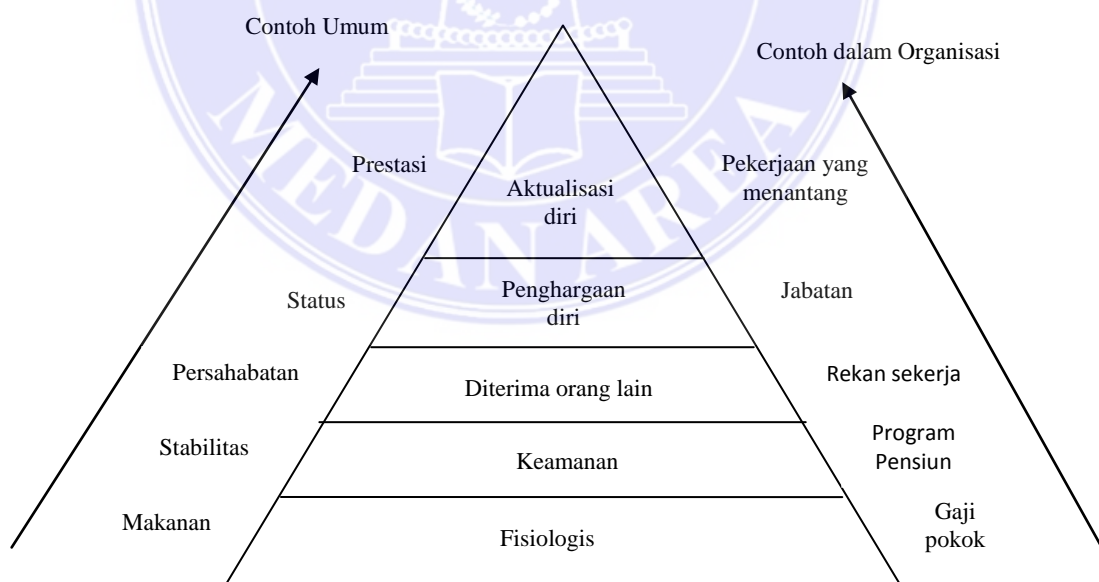 Contoh Umum
Contoh dalam Organisasi
MEDAN AREA
Prestasi
Aktualisasi
diri
Pekerjaan yang
menantang
Status
Penghargaan
diri
Jabatan
Persahabatan
Diterima orang lain
Rekan sekerja
Stabilitas
Keamanan
Program
Pensiun
Makanan
Fisiologis
Gaji
pokok